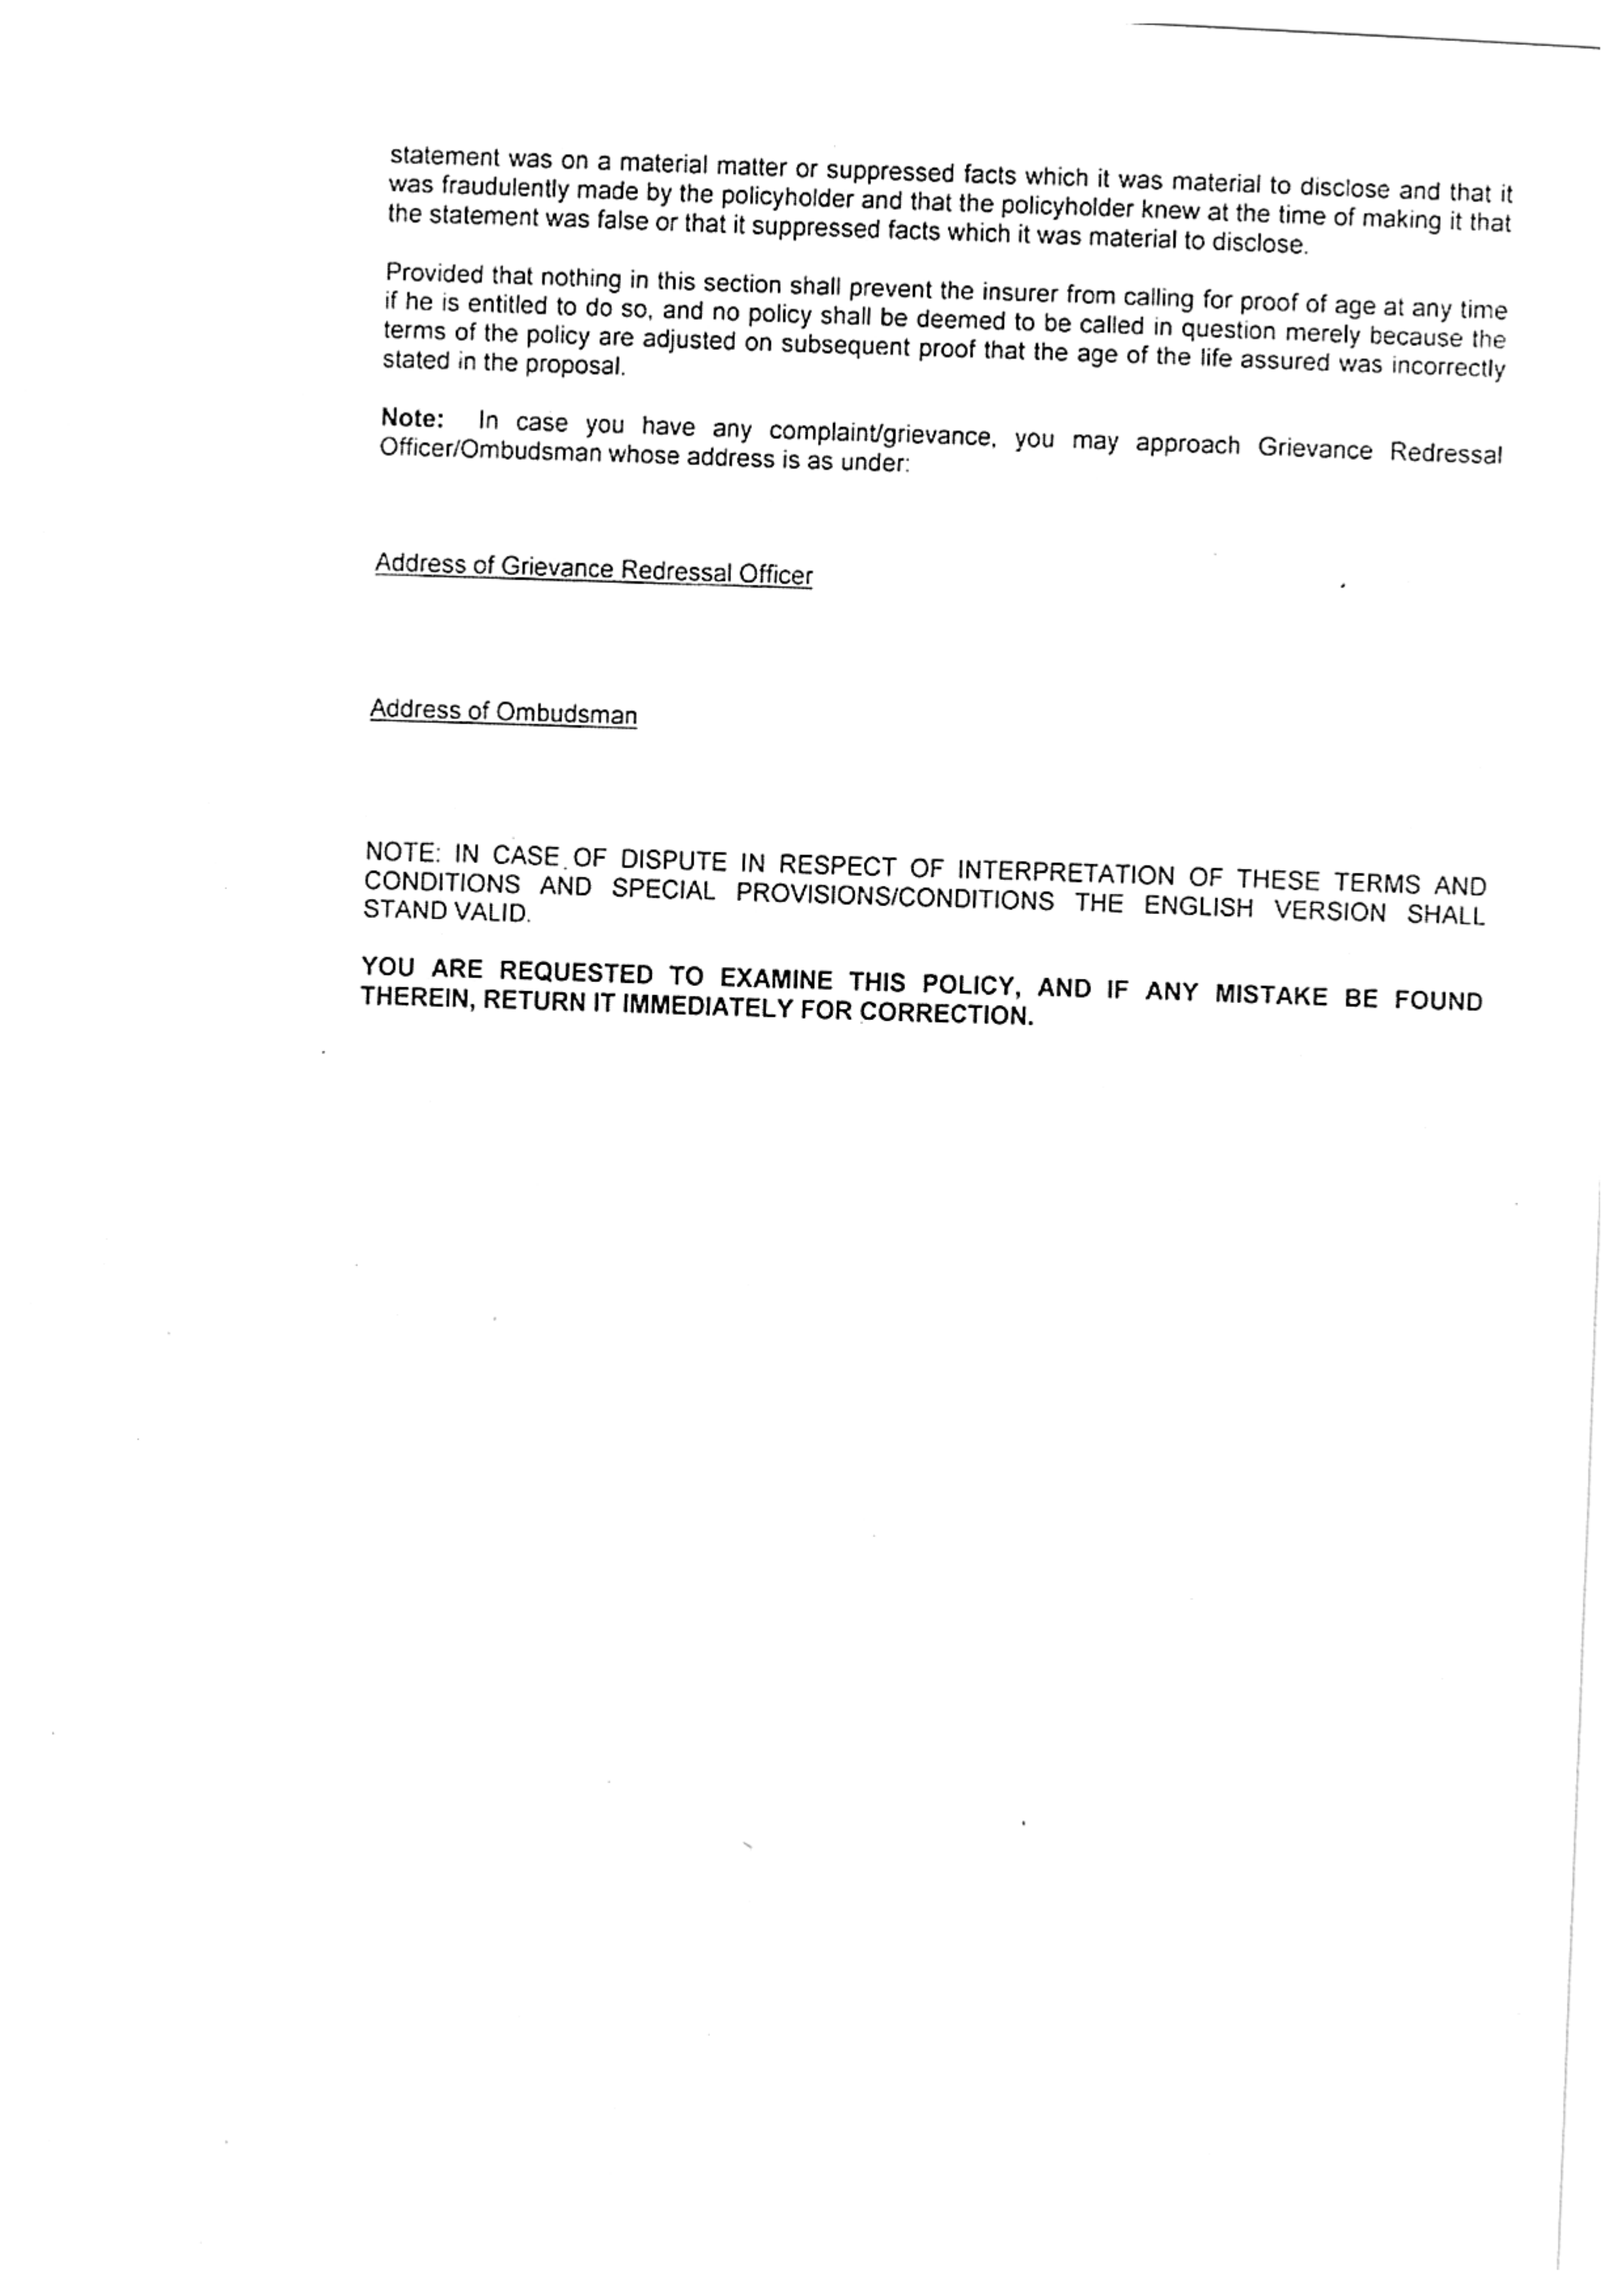 statement was on a material matter or suppressed facts which it was material to disclose and that it
was fraudulently made by the policyholder and that the policyholder knew at the time of making it that
the statement was false or that it suppressed facts which it was material to disclose.
Provided that nothing in this section shall prevent the insurer from calling for proof of age at any time
if he is entitled to do so, and no policy shall be deemed to be called in question merely because the
terms of the policy are adjusted on subsequent proof that the age of the life assured was incorrectly
stated in the proposal.
Note: In case you have any complaint/grievance, you may approach Grievance Redressal
Officer/Ombudsman whose address is as under:
Address of Grievance Redressal Officer
Address of Ombudsman
NOTE: IN CASE OF DISPUTE IN RESPECT OF INTERPRETATION OF THESE TERMS AND
CONDITIONS AND SPECIAL PROVISIONS/CONDITIONS THE ENGLISH VERSION SHALL
STAND VALID.
YOU ARE REQUESTED TO EXAMINE THIS POLICY, AND IF ANY MISTAKE BE FOUND
THEREIN, RETURN IT IMMEDIATELY FOR CORRECTION.